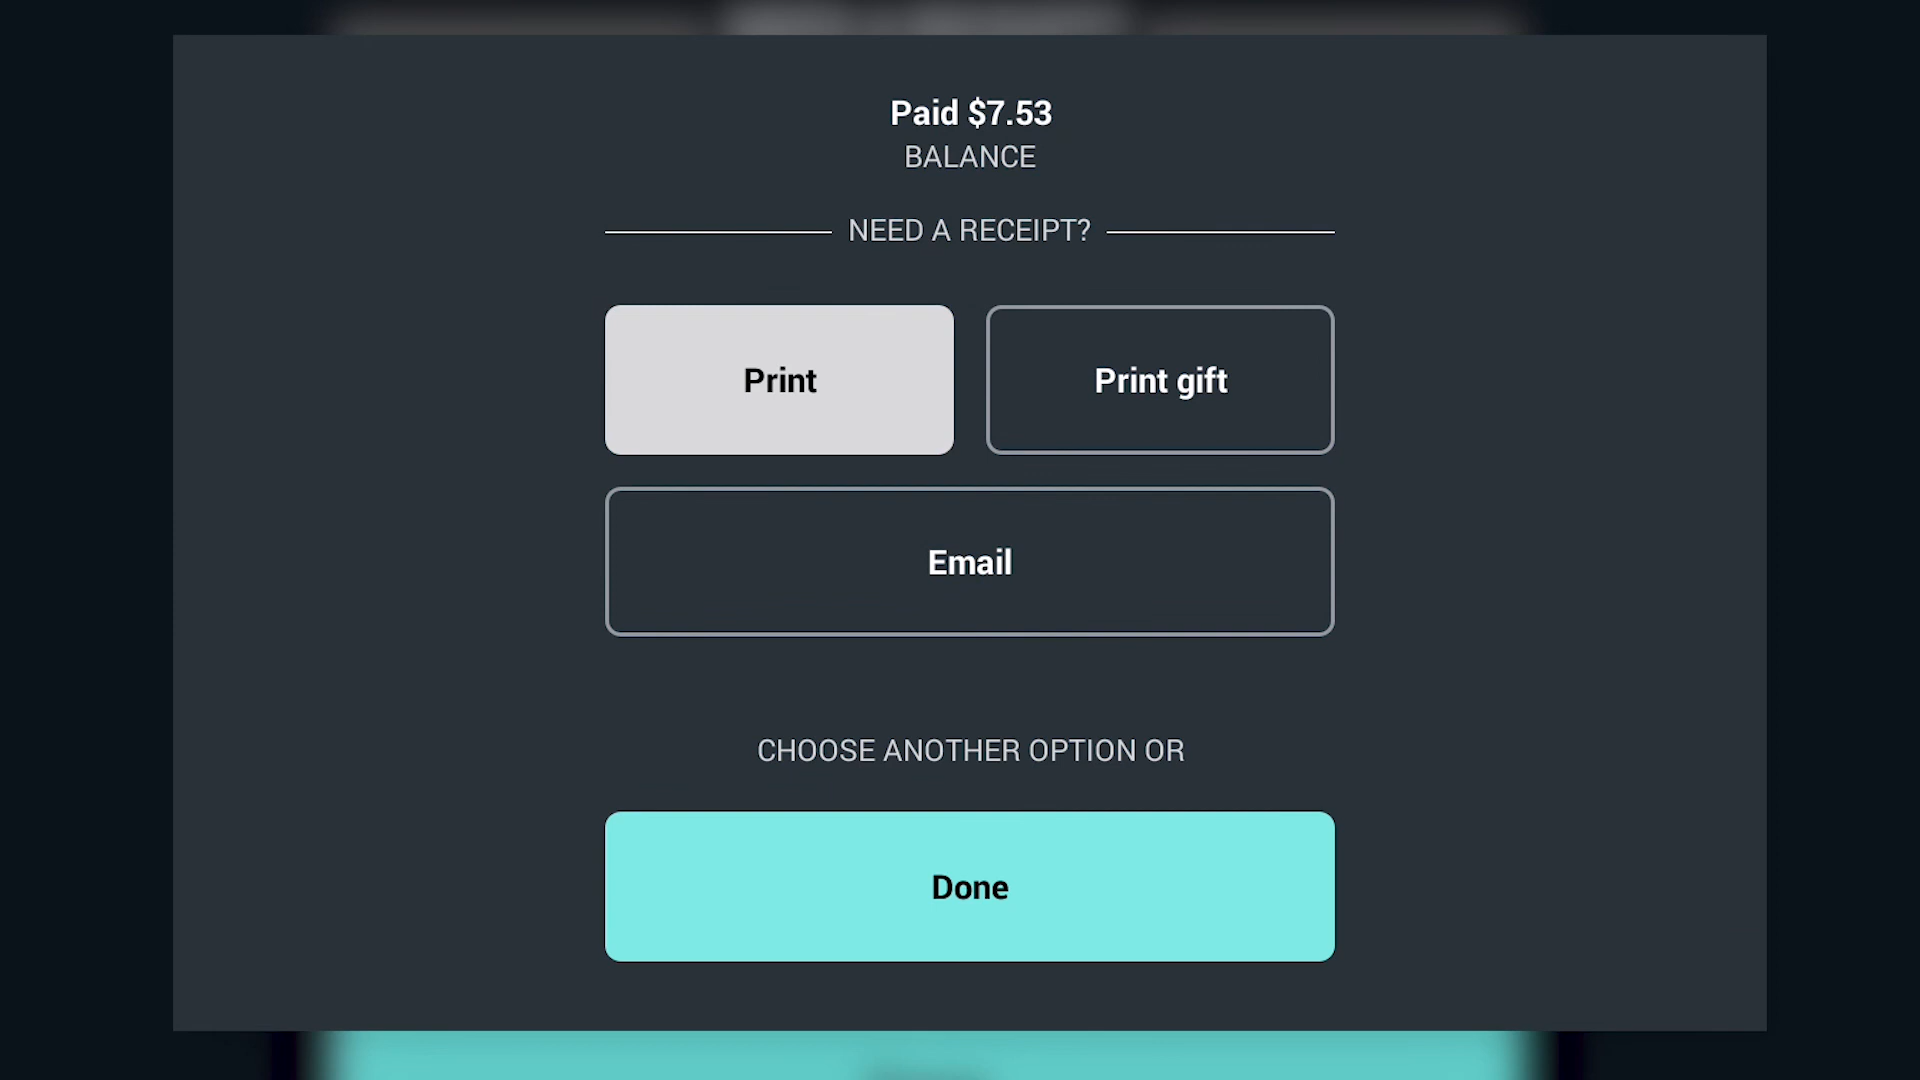 Paid $7.53
BALANCE
NEED A RECEIPT?
Print
Print gift
Email
CHOOSE ANOTHER OPTION OR
Done